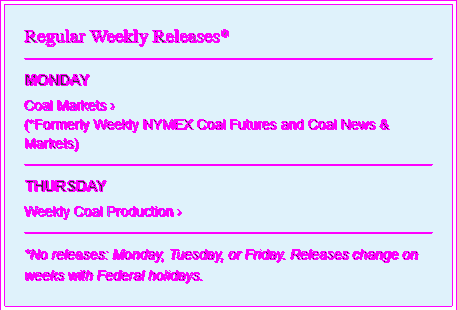 Regular Weekly Releases*
MONDAY
Coal Markets ›
(*Formerly Weekly NYMEX Coal Futures and Coal News &
Markets)
THURSDAY
Weekly Coal Production ›
*No releases: Monday, Tuesday, or Friday. Releases change on
weeks with Federal holidays.